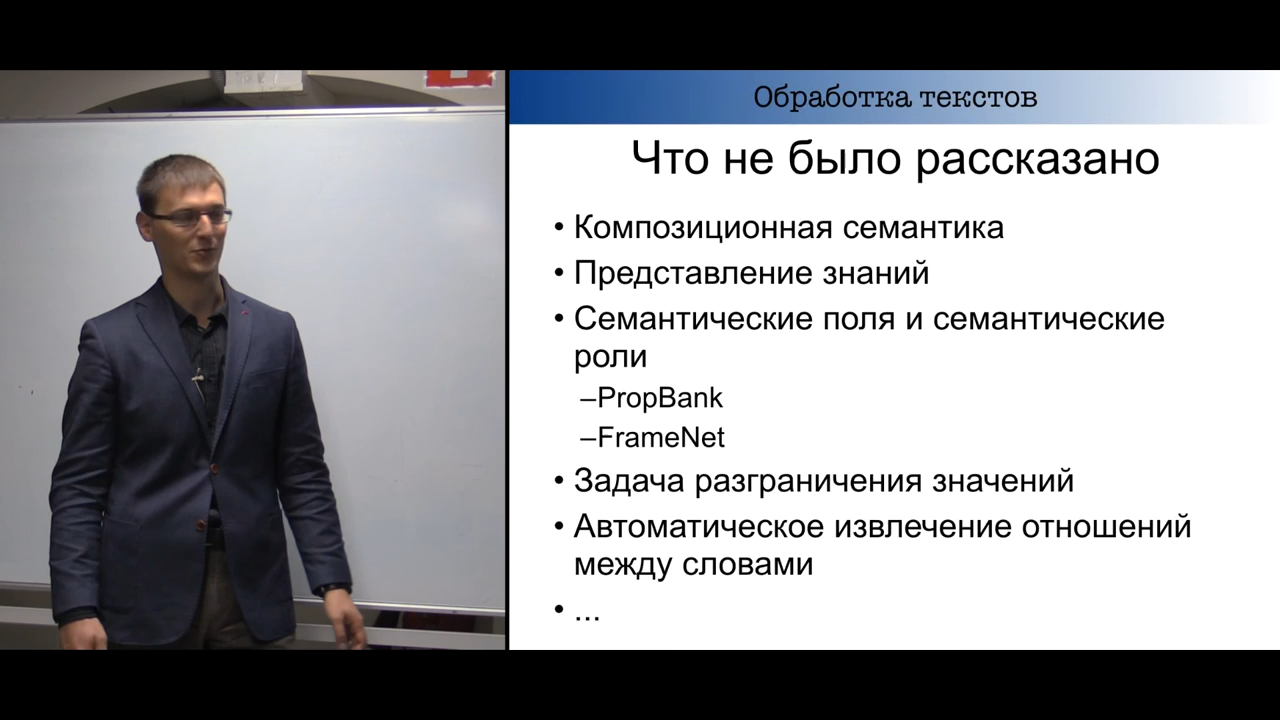 Обработка текстов
Что не было рассказано
• Композиционная семантика
• Представление знаний
• Семантические поля и семантические
роли
–PropBank
–FrameNet
• Задача разграничения значений
• Автоматическое извлечение отношений
между словами
• ...